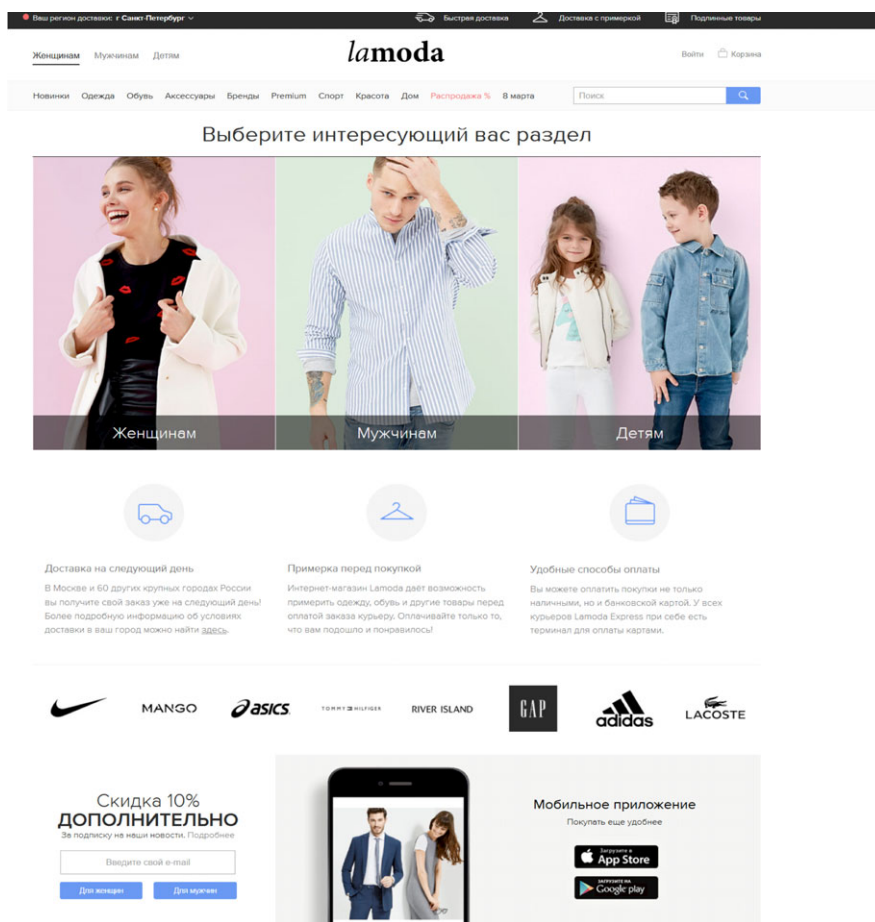 Ваш регион доставки: г Санкт-Петербург
Быстрая доставка
Доставка с примеркой
Подлинные товары
Женщинам Мужчинам Детям
lamoda
Войти Корзина
Новинки Одежда Обувь Аксессуары Бренды Premium Спорт Красота Дом Распродажа % 8 марта
Поиск
Выберите интересующий вас раздел
Женщинам
Мужчинам
Детям
Доставка на следующий день
В Москве и 60 других крупных городах России
вы получите свой заказ уже на следующий день!
Более подробную информацию об условиях
доставки в ваш город можно найти здесь.
Примерка перед покупкой
Интернет-магазин Lamoda даёт возможность
примерить одежду, обувь и другие товары перед
оплатой заказа курьеру. Оплачивайте только то,
что вам подошло и понравилось!
Удобные способы оплаты
Вы можете оплатить покупки не только
наличными, но и банковской картой. У всех
курьеров Lamoda Express при себе есть
терминал для оплаты картами.
MANGO
asics
TOMMY HILFIGER
RIVER ISLAND
GAP
adidas
LACOSTE
Скидка 10%
ДОПОЛНИТЕЛЬНО
За подписку на наши новости. Подробнее
Введите свой e-mail
Для женщин
Для мужчин
Мобильное приложение
Покупать еще удобнее
Загрузите в
App Store
ЗАГРУЗИТЕ НА
Google play